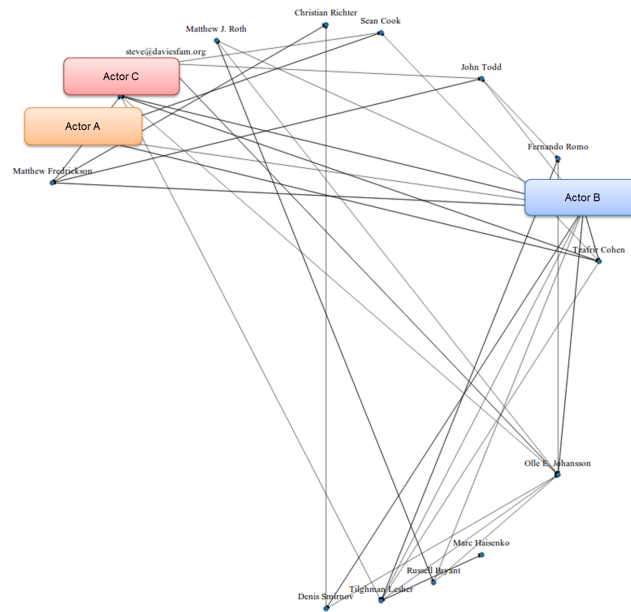 Christian Richter
Sean Cook
Matthew J. Roth
steve@daviesfam.org
John Todd
Actor C
Actor A
Fernando Romo
Matthew Fredrickson
Actor B
Tzafrir Cohen
Olle E. Johansson
Marc Haisenko
Russell Bryant
Tilghman Lesher
Denis Smirnov